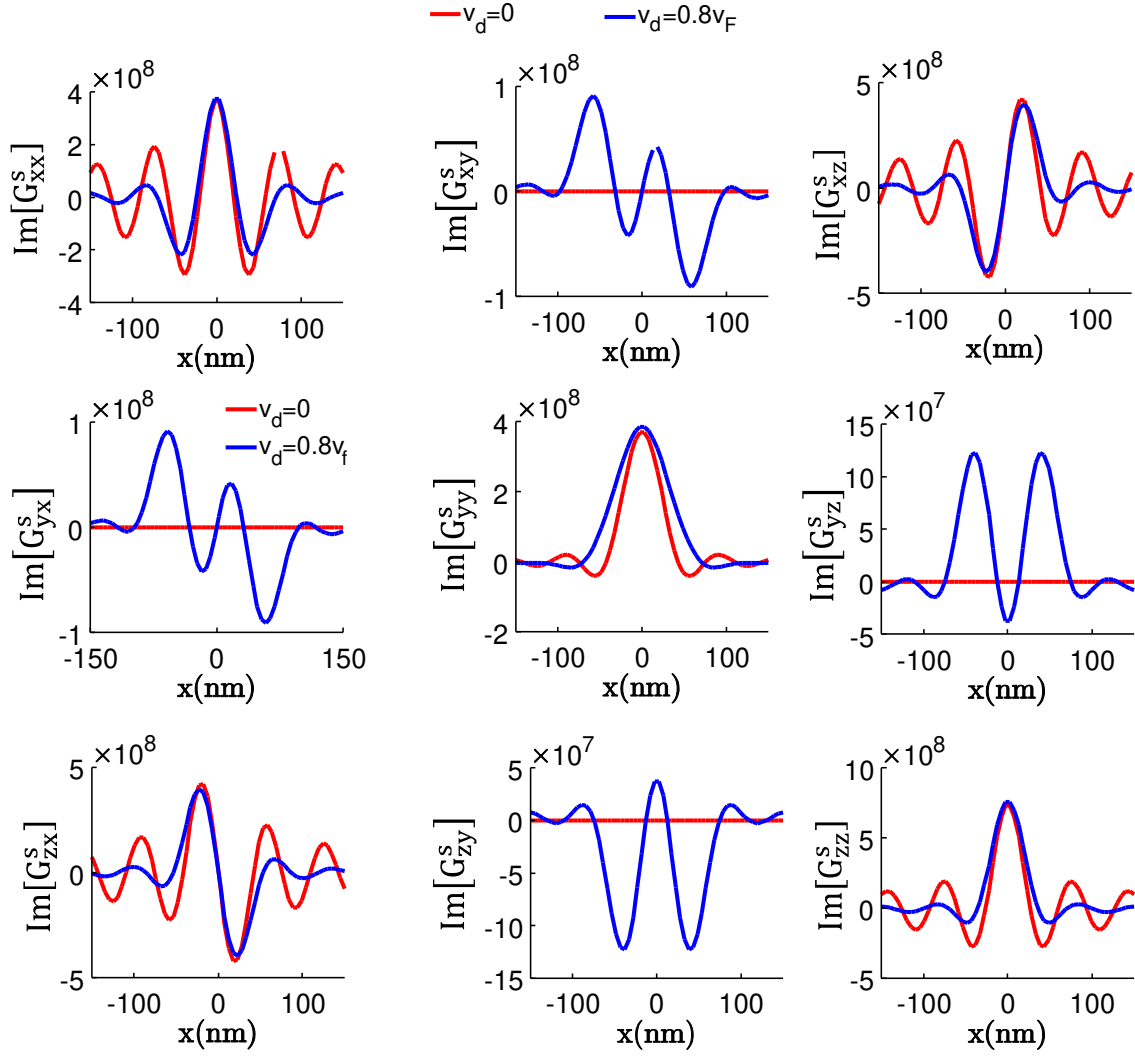 v_d=0 v_d=0.8v_F
×10^8 ×10^8 ×10^8
Im[G^s_xx] 4 2 0 -2 -4
-100 0 100
x(nm)
Im[G^s_xy] 1 0 -1
-100 0 100
x(nm)
Im[G^s_xz] 5 0 -5
-100 0 100
x(nm)
×10^8 ×10^8 ×10^7
Im[G^s_yx] 1 0 -1
v_d=0
v_d=0.8v_f
-150 0 150
x(nm)
Im[G^s_yy] 4 2 0 -2
-100 0 100
x(nm)
Im[G^s_yz] 15 10 5 0 -5
-100 0 100
x(nm)
×10^8 ×10^7 ×10^8
Im[G^s_zx] 5 0 -5
-100 0 100
x(nm)
Im[G^s_zy] 5 0 -5 -10 -15
-100 0 100
x(nm)
Im[G^s_zz] 10 5 0 -5
-100 0 100
x(nm)